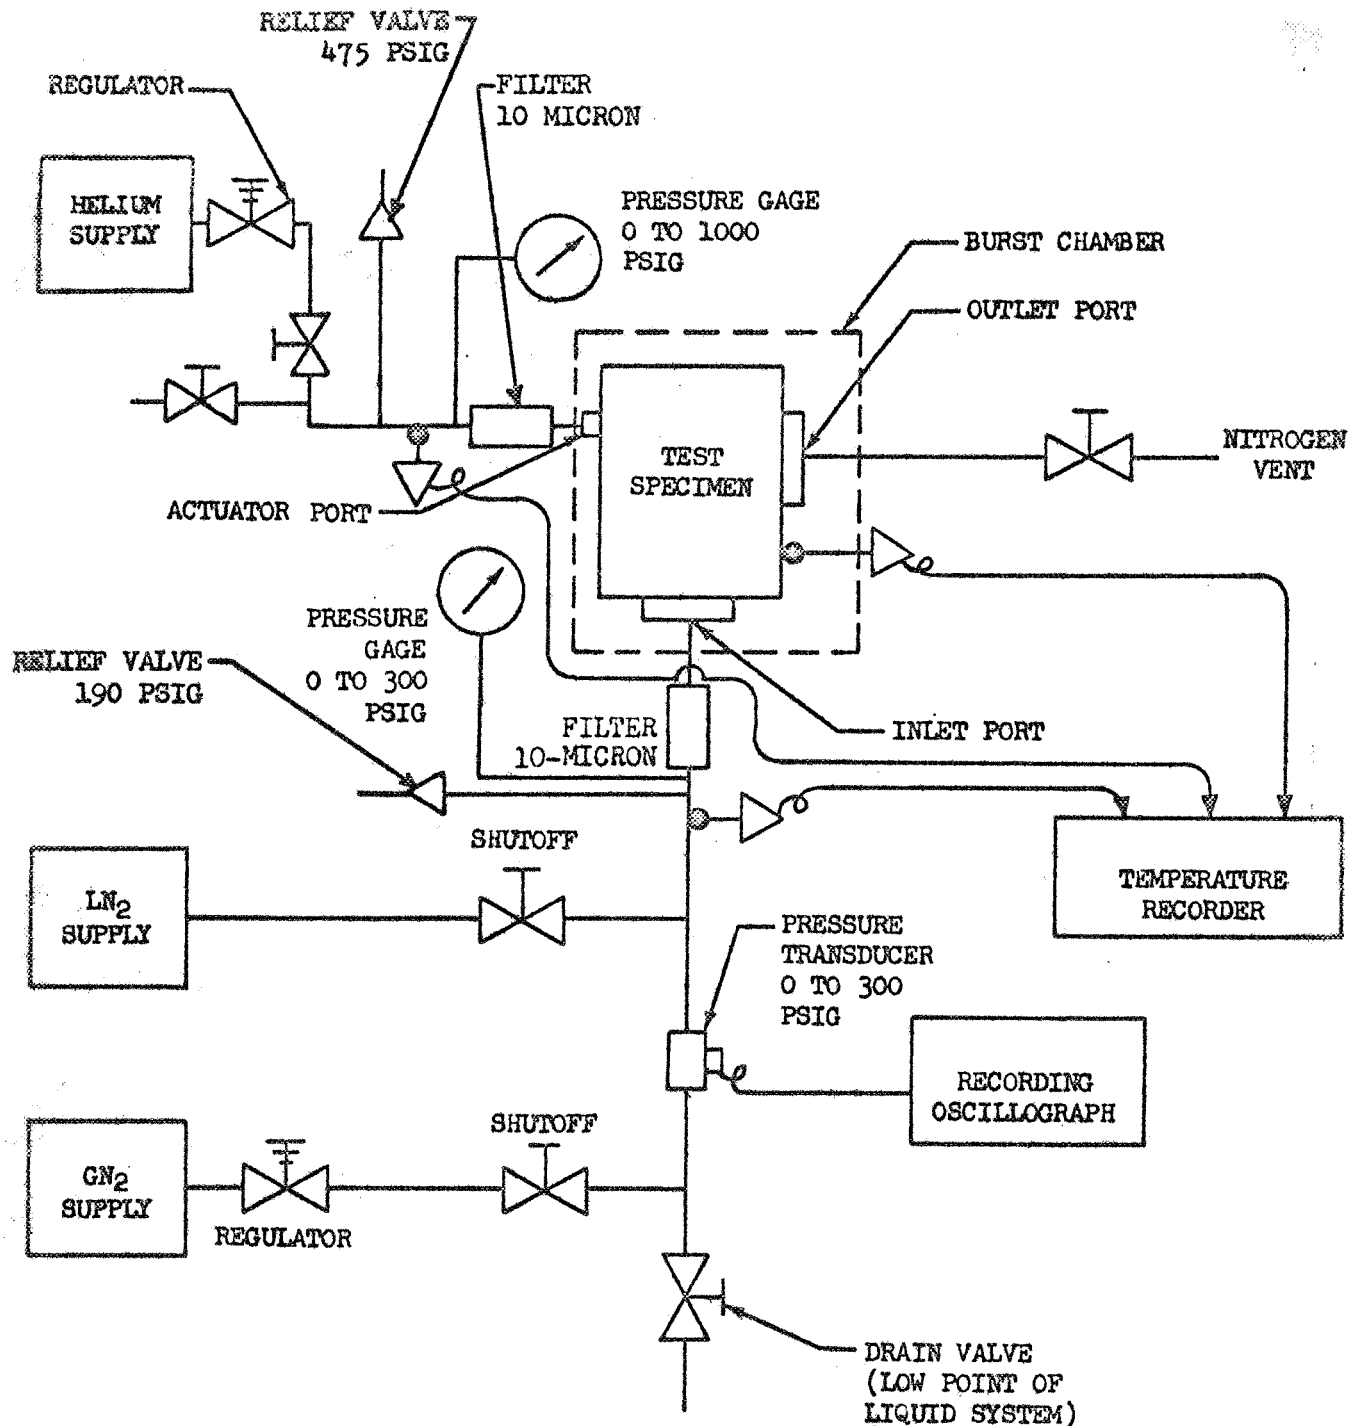 RELIEF VALVE
475 PSIG
REGULATOR
FILTER
10 MICRON
HELIUM
SUPPLY
PRESSURE GAGE
0 TO 1000
PSIG
BURST CHAMBER
OUTLET PORT
TEST
SPECIMEN
NITROGEN
VENT
ACTUATOR PORT
PRESSURE
GAGE
0 TO 300
PSIG
RELIEF VALVE
190 PSIG
FILTER
10-MICRON
INLET PORT
SHUTOFF
LN2
SUPPLY
TEMPERATURE
RECORDER
PRESSURE
TRANSDUCER
0 TO 300
PSIG
RECORDING
OSCILLOGRAPH
SHUTOFF
GN2
SUPPLY
REGULATOR
DRAIN VALVE
(LOW POINT OF
LIQUID SYSTEM)